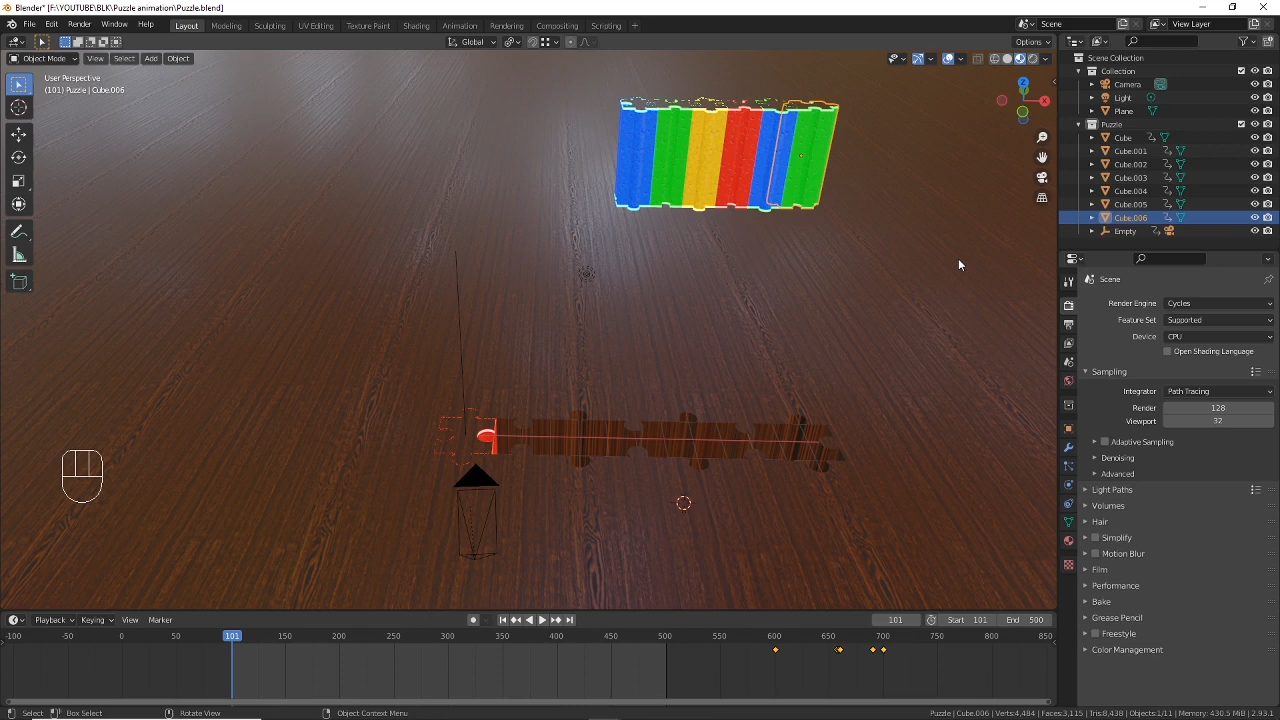 Blender* [F:\YOUTUBE\BLK\Puzzle animation\Puzzle.blend]
File Edit Render Window Help Layout Modeling Sculpting UV Editing Texture Paint Shading Animation Rendering Compositing Scripting + Scene View Layer
Global Options
Object Mode View Select Add Object
User Perspective
(101) Puzzle | Cube.006
Z
X
Scene Collection
Collection
Camera
Light
Plane
Puzzle
Cube
Cube.001
Cube.002
Cube.003
Cube.004
Cube.005
Cube.006
Empty
Scene
Render Engine Cycles
Feature Set Supported
Device CPU
Open Shading Language
Sampling
Integrator Path Tracing
Render 128
Viewport 32
Adaptive Sampling
Denoising
Advanced
Light Paths
Volumes
Hair
Simplify
Motion Blur
Film
Performance
Bake
Grease Pencil
Freestyle
Color Management
Playback Keying View Marker 101 Start 101 End 500
-100 -50 0 50 101 150 200 250 300 350 400 450 500 550 600 650 700 750 800 850
Select Box Select Rotate View Object Context Menu Puzzle | Cube.006 | Verts:4,484 | Faces:3,115 | Tris:8,438 | Objects:1/11 | Memory: 430.5 MiB | 2.93.1